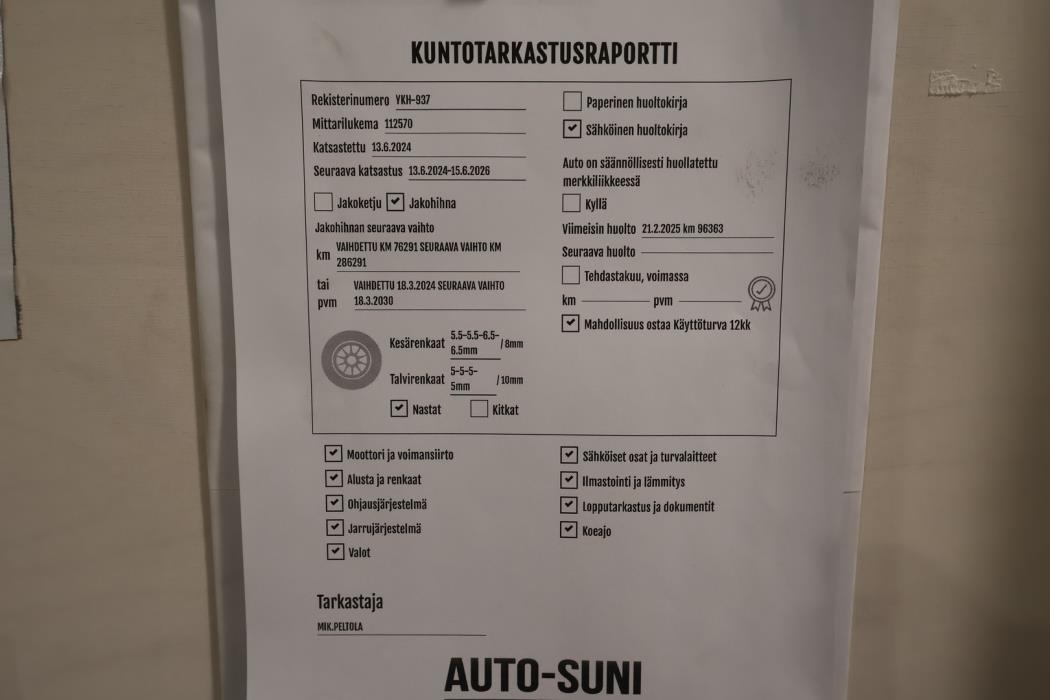 KUNTOTARKASTUSRAPORTTI
Rekisterinumero YKH-937
Mittarilukema 112570
Katsastettu 13.6.2024
Seuraava katsastus 13.6.2024-15.6.2026
Jakoketju Jakohihna
Jakohihnan seuraava vaihto
km VAIHDETTU KM 76291 SEURAAVA VAIHTO KM
286291
tai VAIHDETTU 18.3.2024 SEURAAVA VAIHTO
pvm 18.3.2030
Kesärenkaat 5.5-5.5-6.5-
6.5mm / 8mm
Talvirenkaat 5-5-5-
5mm / 10mm
Nastat Kitkat
Paperinen huoltokirja
Sähköinen huoltokirja
Auto on säännöllisesti huollatettu
merkkiliikkeessä
Kyllä
Viimeisin huolto 21.2.2025 km 96363
Seuraava huolto
Tehdastakuu, voimassa
km pvm
Mahdollisuus ostaa Käyttöturva 12kk
Moottori ja voimansiirto
Alusta ja renkaat
Ohjausjärjestelmä
Jarrujärjestelmä
Valot
Sähköiset osat ja turvalaitteet
Ilmastointi ja lämmitys
Lopputarkastus ja dokumentit
Koeajo
Tarkastaja
MIK.PELTOLA
AUTO-SUNI